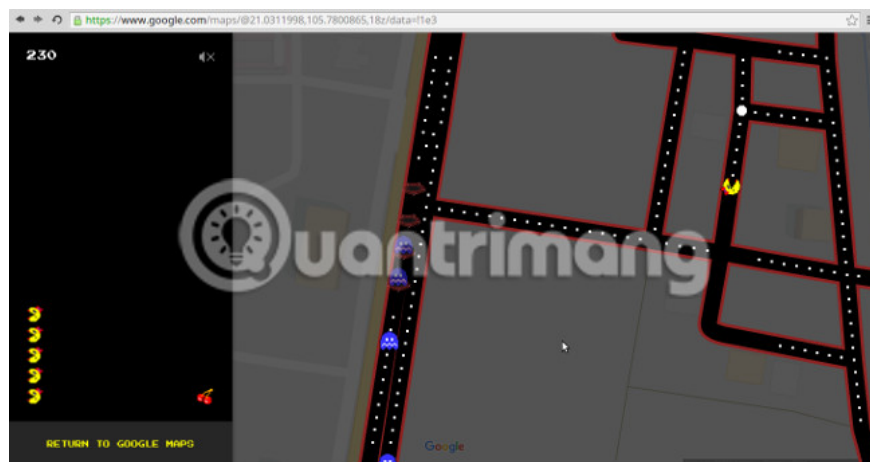 https://www.google.com/maps/@21.0311998,105.7800865,18z/data=!1e3
230
Quantrimang
Google
RETURN TO GOOGLE MAPS